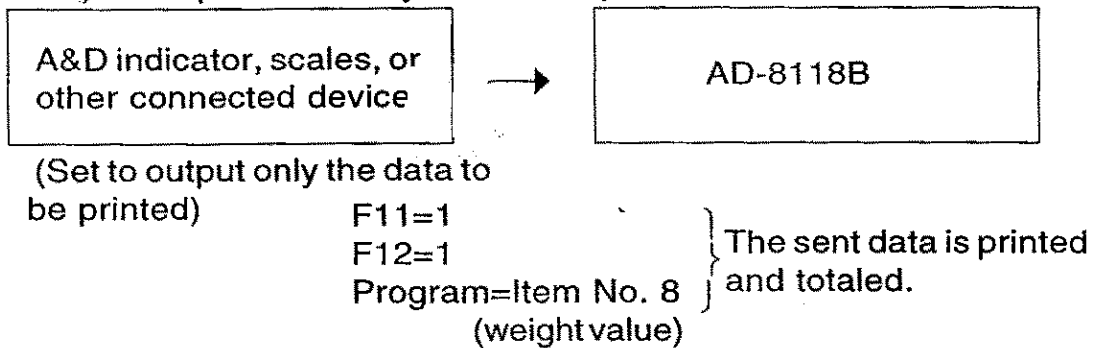 A&D indicator, scales, or
other connected device
AD-8118B
(Set to output only the data to
be printed)
F11=1
F12=1
Program=Item No. 8
(weight value)
The sent data is printed
and totaled.